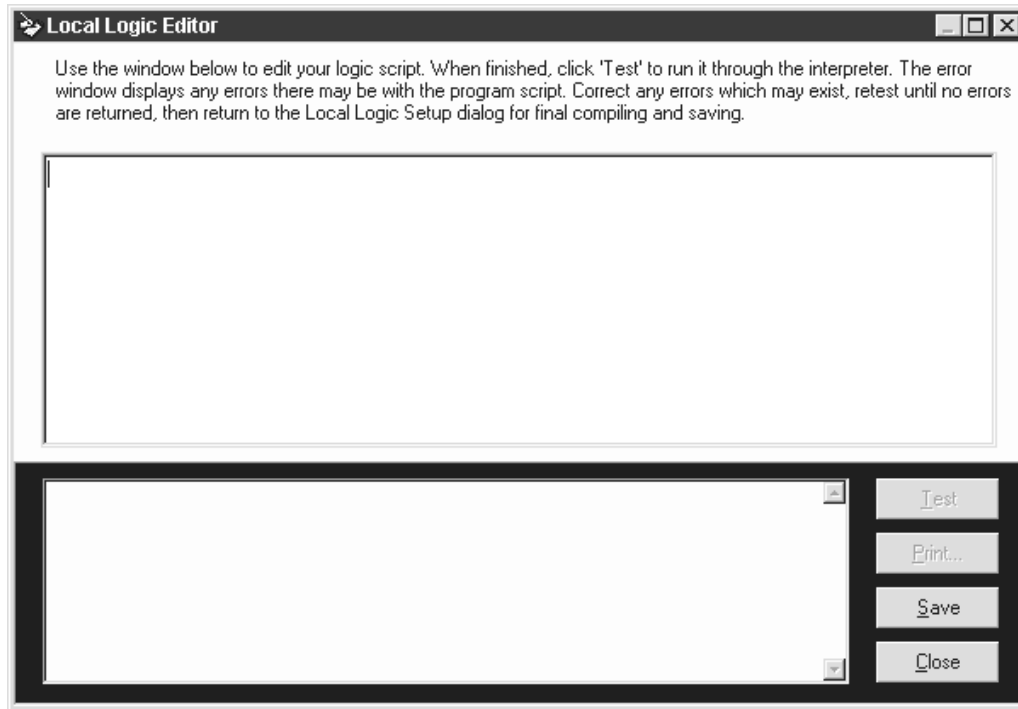 Local Logic Editor
Use the window below to edit your logic script. When finished, click 'Test' to run it through the interpreter. The error
window displays any errors there may be with the program script. Correct any errors which may exist, retest until no errors
are returned, then return to the Local Logic Setup dialog for final compiling and saving.
Test
Print...
Save
Close